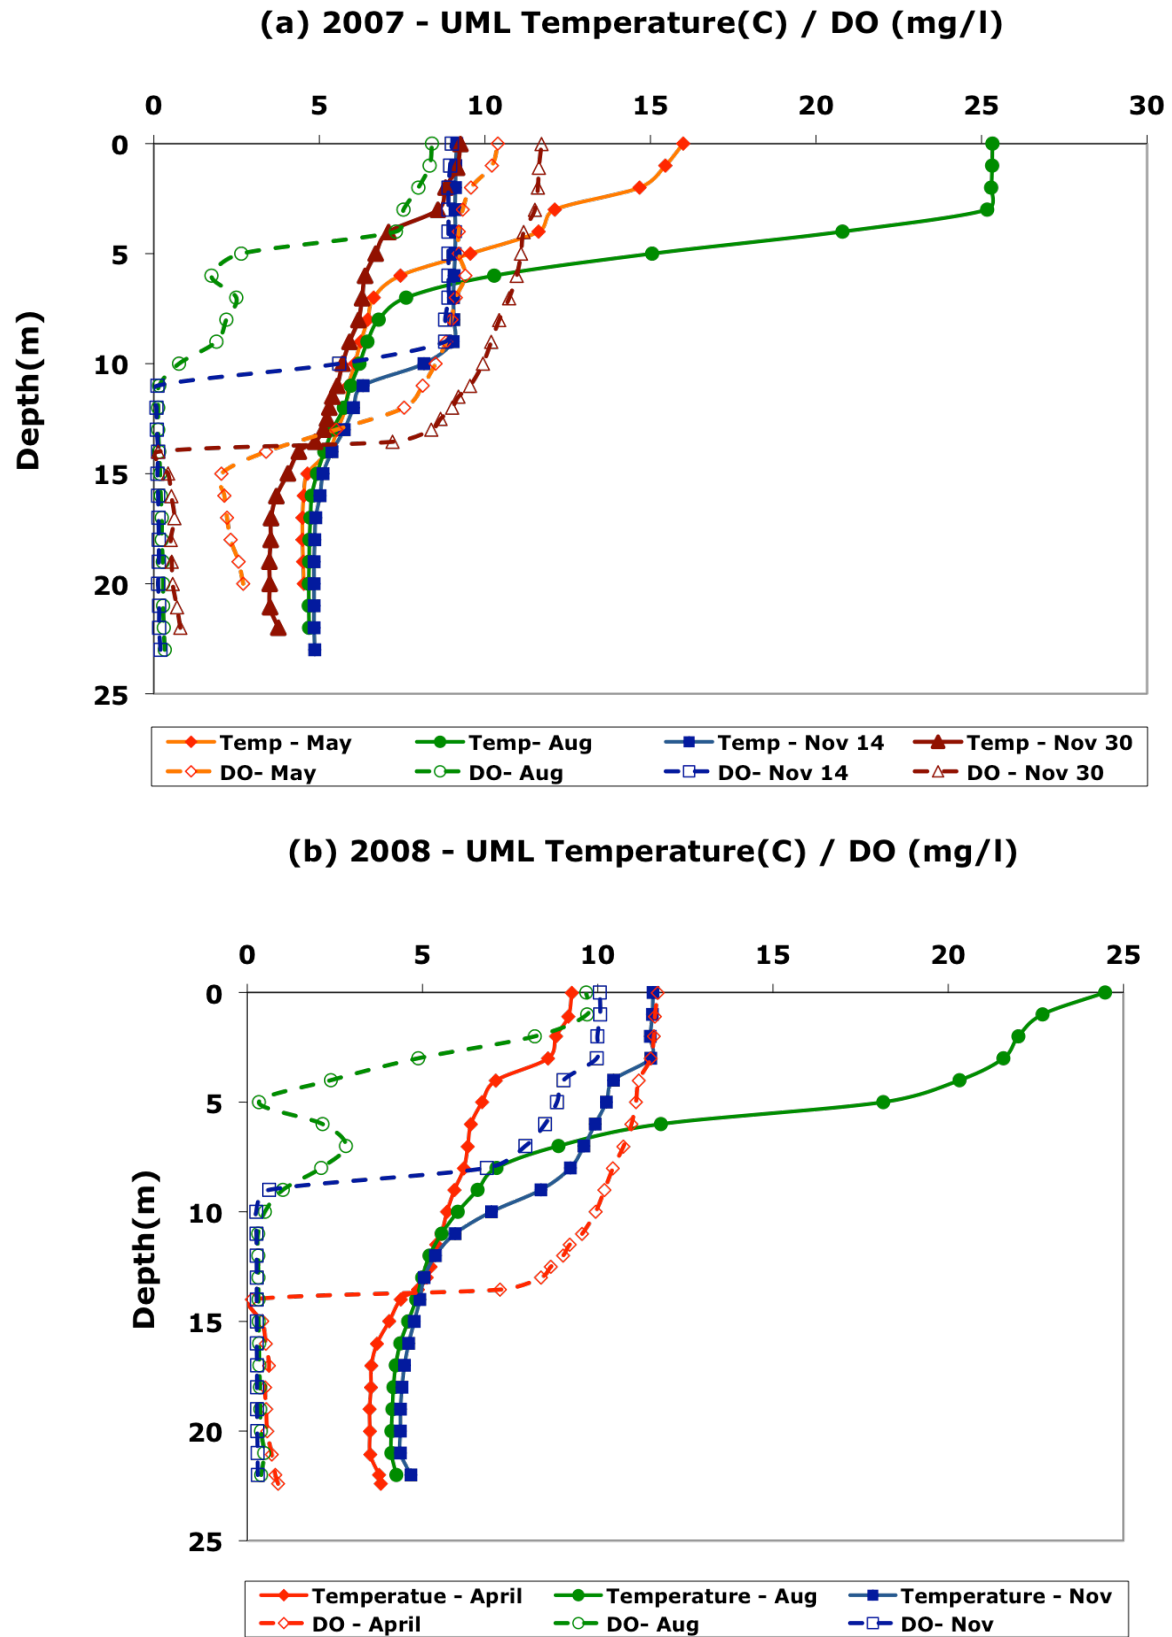 (a) 2007 - UML Temperature(C) / DO (mg/l)
0 5 10 15 20 25 30
0
5
10
15
20
25
Depth(m)
Temp - May Temp- Aug Temp - Nov 14 Temp - Nov 30
DO- May DO- Aug DO- Nov 14 DO - Nov 30
(b) 2008 - UML Temperature(C) / DO (mg/l)
0 5 10 15 20 25
0
5
10
15
20
25
Depth(m)
Temperatue - April Temperature - Aug Temperature - Nov
DO - April DO- Aug DO- Nov